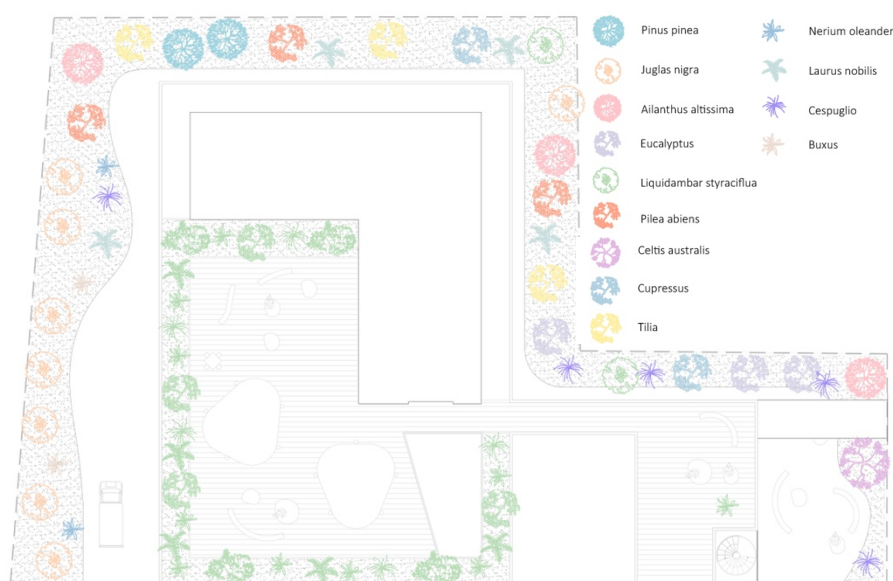 Pinus pinea
Juglas nigra
Ailanthus altissima
Eucalyptus
Liquidambar styraciflua
Pilea abiens
Celtis australis
Cupressus
Tilia
Nerium oleander
Laurus nobilis
Cespuglio
Buxus